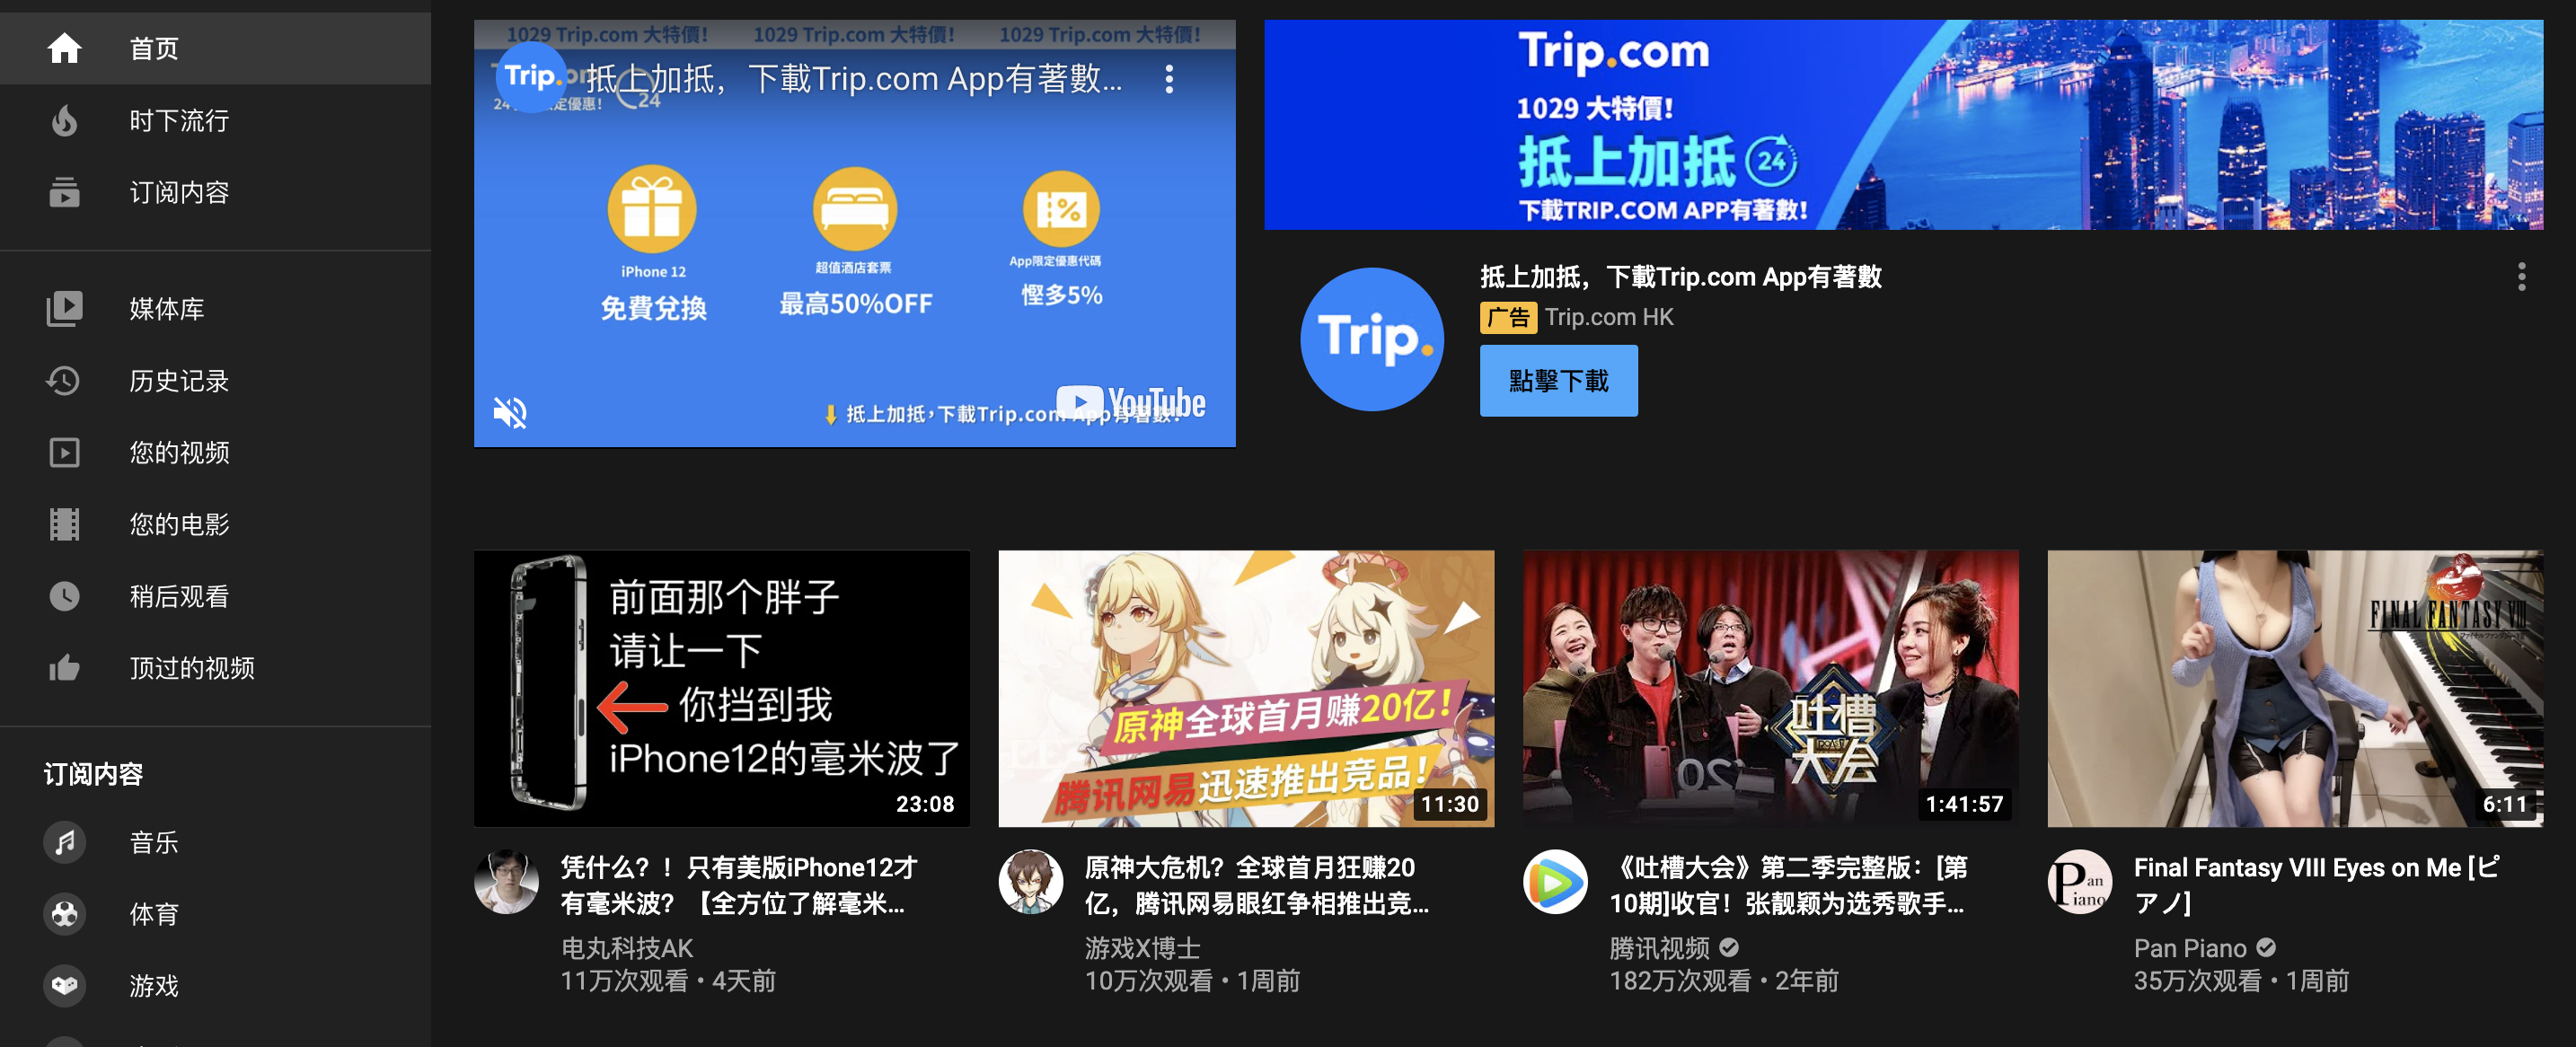 首页
时下流行
订阅内容
媒体库
历史记录
您的视频
您的电影
稍后观看
顶过的视频
订阅内容
音乐
体育
游戏
1029 Trip.com 大特價! 1029 Trip.com 大特價! 1029 Trip.com 大特價!
Trip.
抵上加抵，下載Trip.com App有著數...
24
iPhone 12
免費兌換
超值酒店套票
最高50%OFF
App限定優惠代碼
慳多5%
抵上加抵，下載Trip.com App有著數!
YouTube
Trip.com
1029 大特價!
抵上加抵 24
下載TRIP.COM APP有著數!
Trip.
抵上加抵，下載Trip.com App有著數
广告 Trip.com HK
點擊下載
前面那个胖子
请让一下
你挡到我
iPhone12的毫米波了
23:08
凭什么？！只有美版iPhone12才
有毫米波？【全方位了解毫米...
电丸科技AK
11万次观看 • 4天前
原神全球首月赚20亿!
腾讯网易迅速推出竞品!
11:30
原神大危机？全球首月狂赚20
亿，腾讯网易眼红争相推出竞...
游戏X博士
10万次观看 • 1周前
吐槽
大会
1:41:57
《吐槽大会》第二季完整版：[第
10期]收官！张靓颖为选秀歌手...
腾讯视频
182万次观看 • 2年前
FINAL FANTASY VIII
6:11
Pan
Piano
Final Fantasy VIII Eyes on Me [ピ
アノ]
Pan Piano
35万次观看 • 1周前